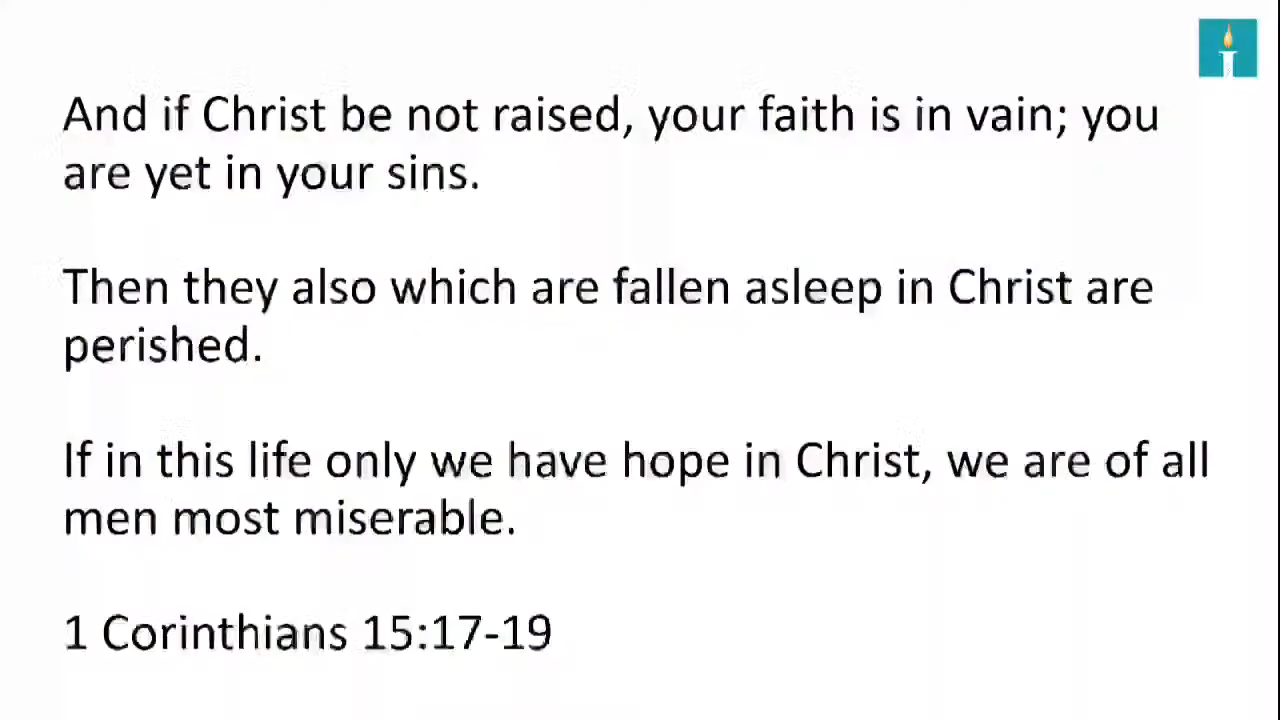 And if Christ be not raised, your faith is in vain; you
are yet in your sins.
Then they also which are fallen asleep in Christ are
perished.
If in this life only we have hope in Christ, we are of all
men most miserable.
1 Corinthians 15:17-19